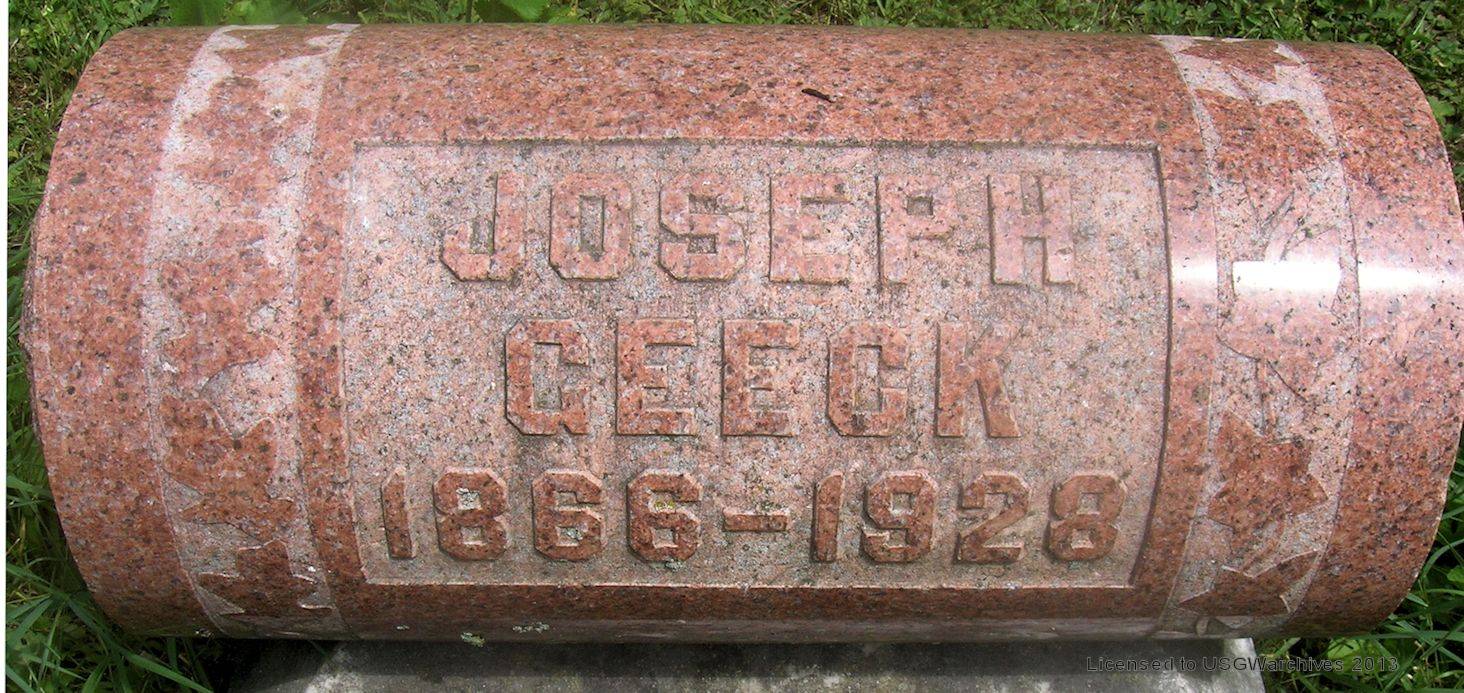 JOSEPH
GEECK
1866-1928
Licensed to USGWarchives 2013